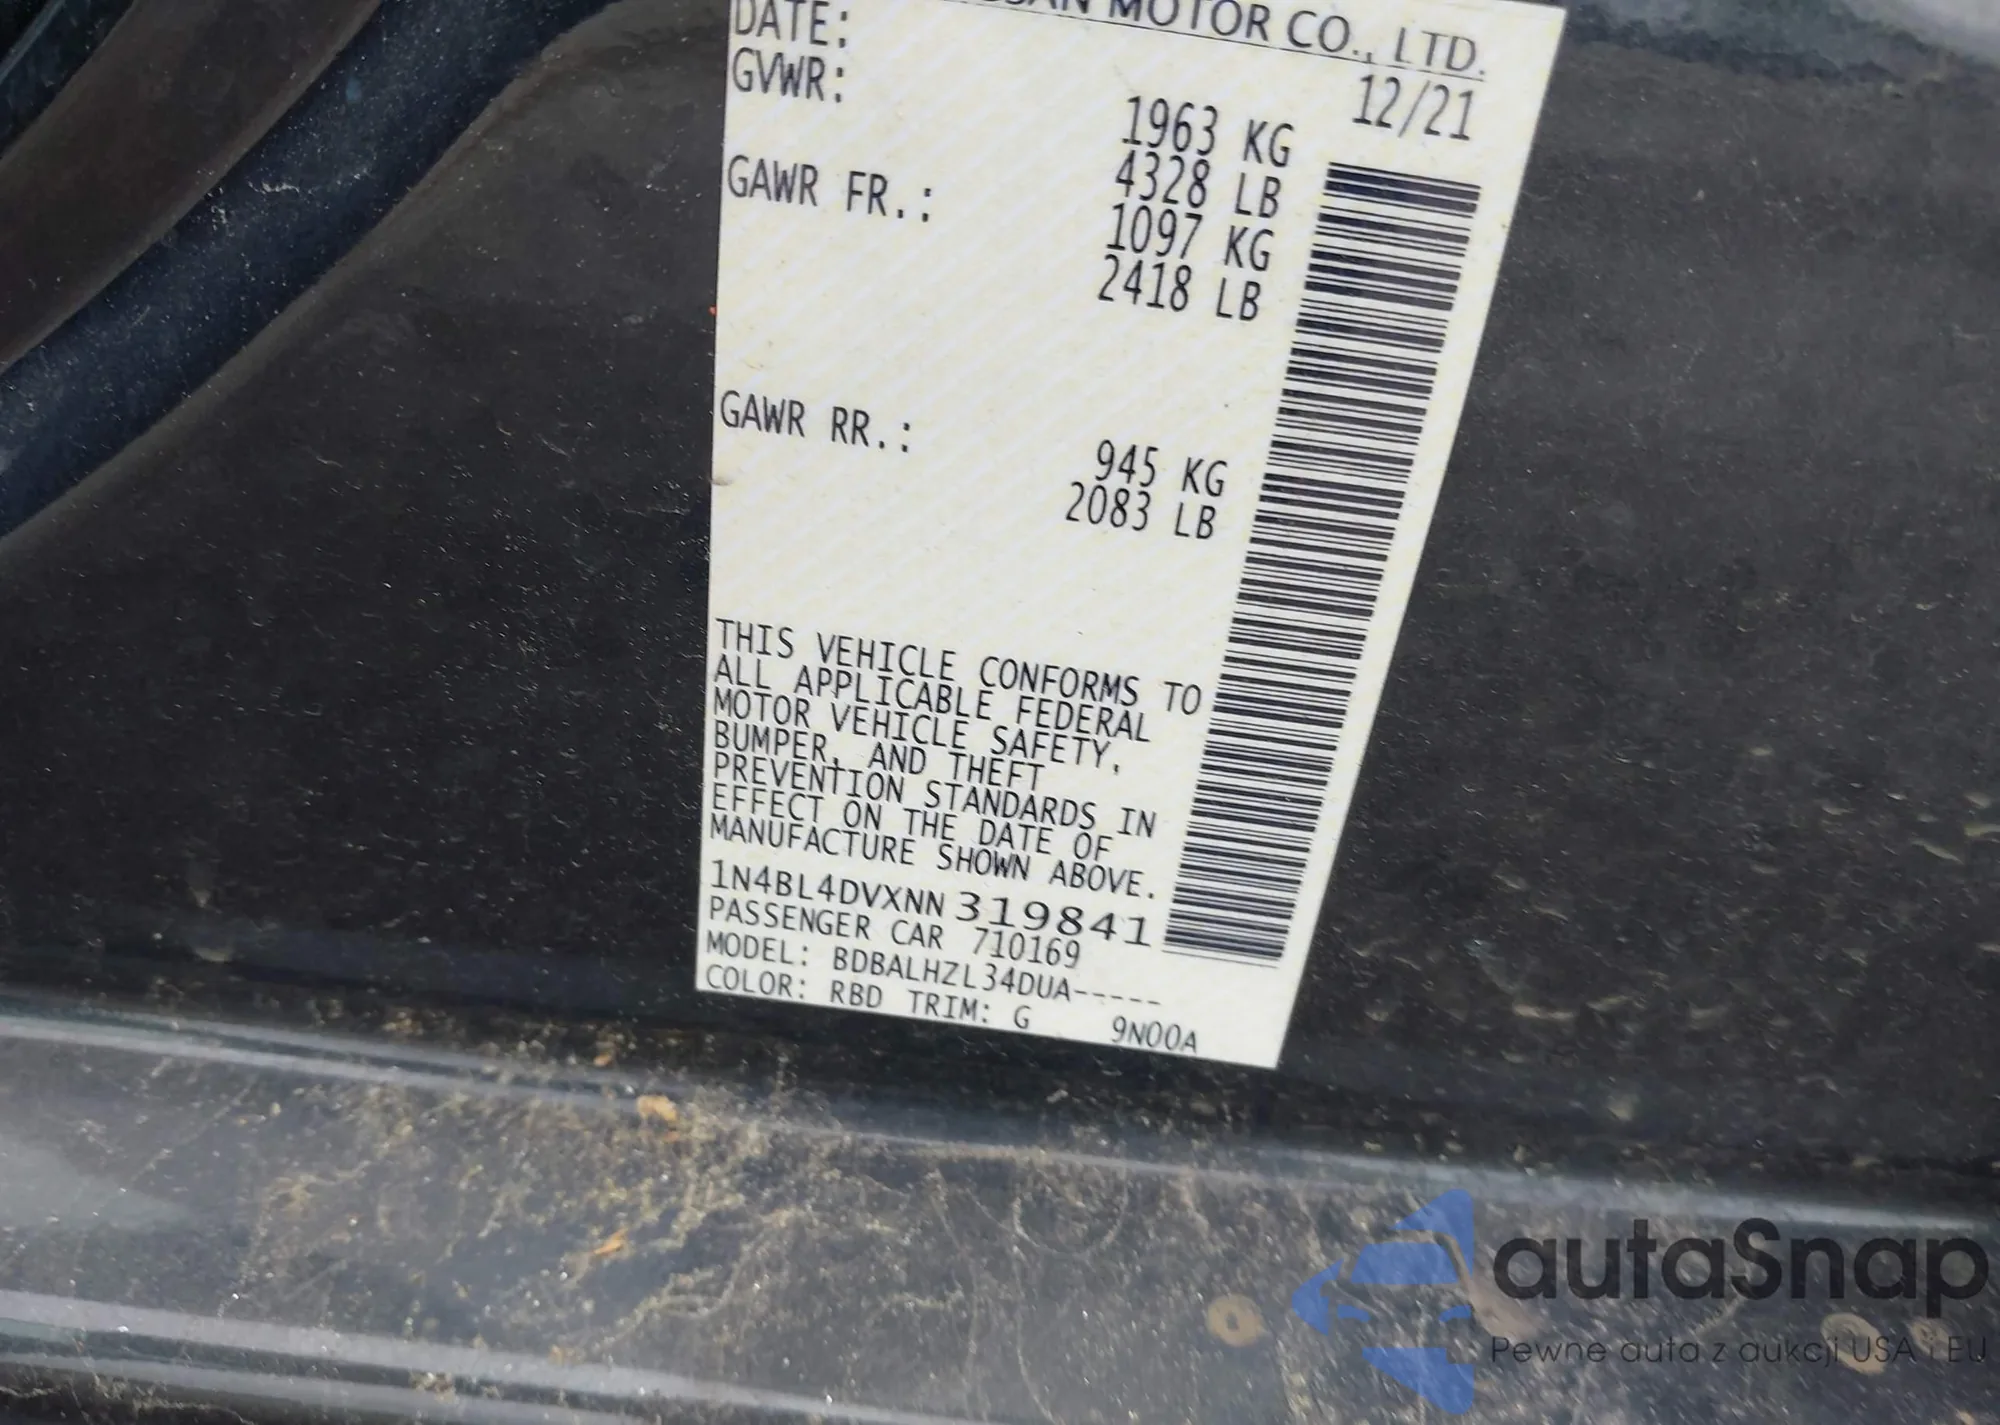 MOTOR CO., LTD.
DATE: 12/21
GVWR: 1963 KG
4328 LB
GAWR FR.: 1097 KG
2418 LB
GAWR RR.: 945 KG
2083 LB
THIS VEHICLE CONFORMS TO
ALL APPLICABLE FEDERAL
MOTOR VEHICLE SAFETY,
BUMPER, AND THEFT
PREVENTION STANDARDS IN
EFFECT ON THE DATE OF
MANUFACTURE SHOWN ABOVE.
1N4BL4DVXNN319841
PASSENGER CAR 710169
MODEL: BDBALHZL34DUA-----
COLOR: RBD TRIM: G 9N00A
autaSnap
Pewne auta z aukcji USA i EU